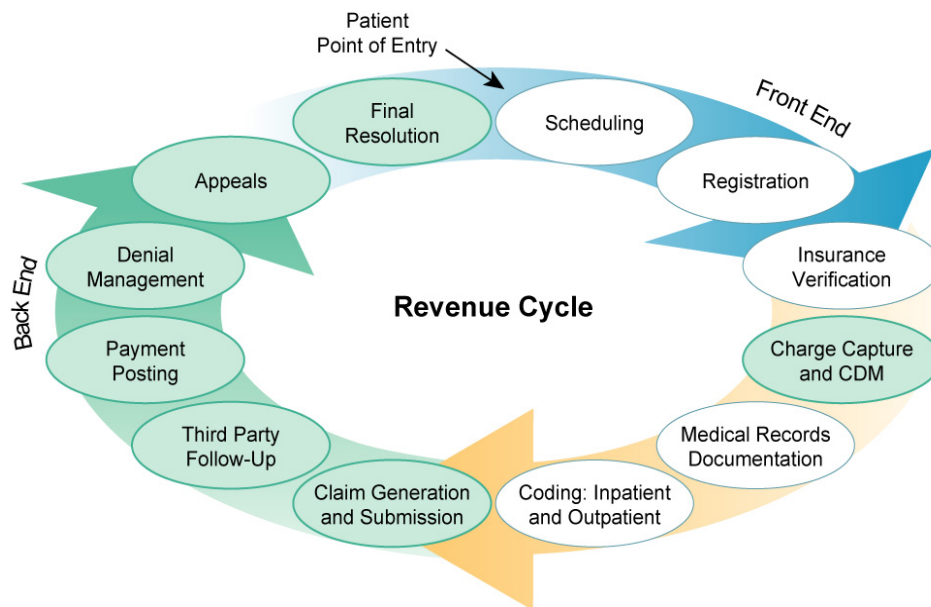 Patient
Point of Entry
Final
Resolution
Scheduling
Front End
Appeals
Registration
Denial
Management
Insurance
Verification
Back End
Revenue Cycle
Payment
Posting
Charge Capture
and CDM
Third Party
Follow-Up
Medical Records
Documentation
Claim Generation
and Submission
Coding: Inpatient
and Outpatient